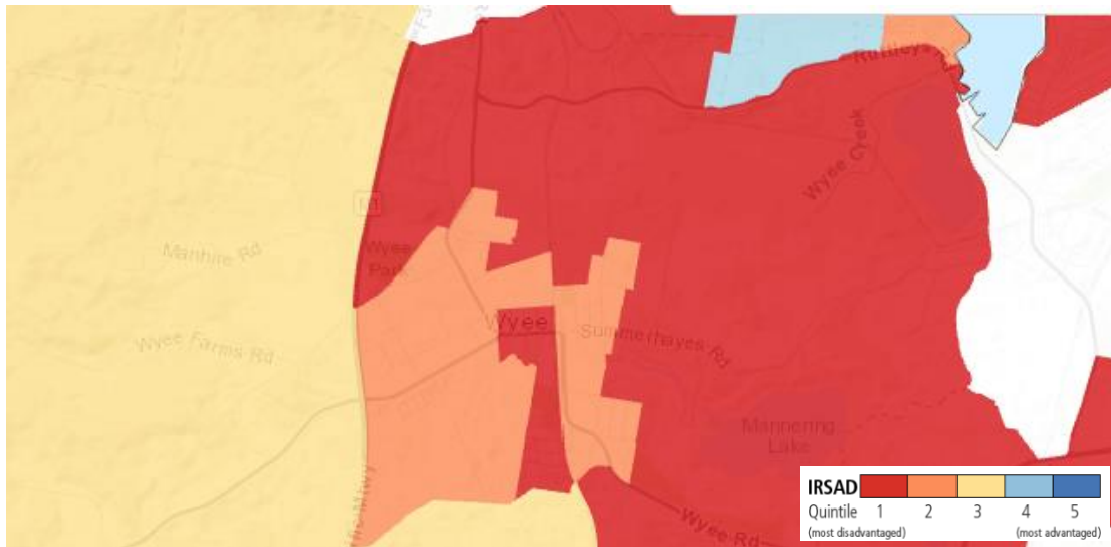 Ruttleys
Wyee Creek
Manhire Rd
Wyee
Park
Wyee Farms Rd
Wyee
Summerhayes Rd
Mannering
Lake
Wyee Rd
IRSAD
Quintile 1 2 3 4 5
(most disadvantaged) (most advantaged)